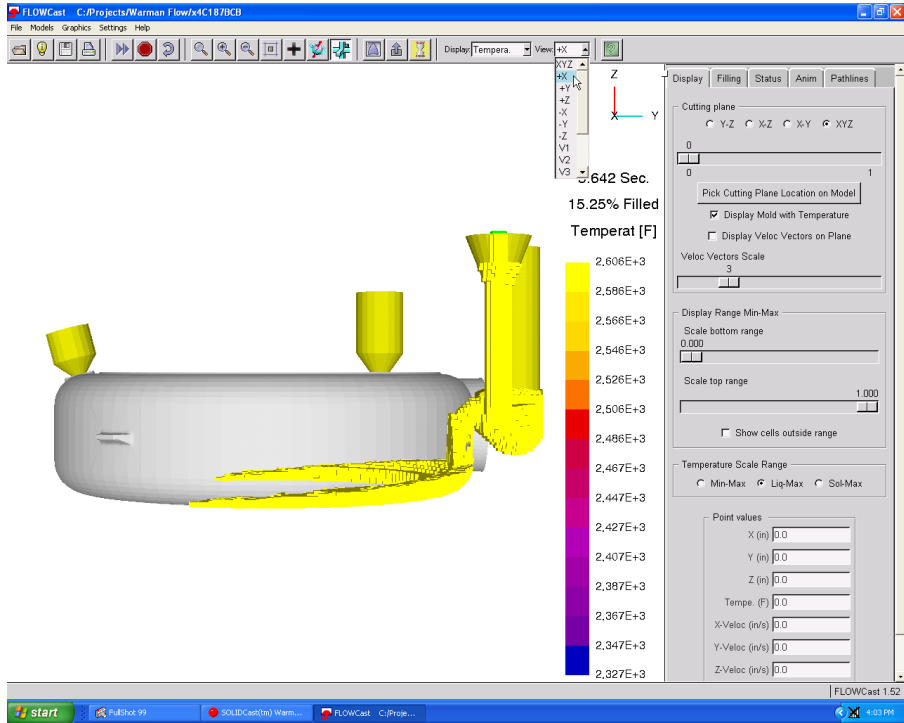 FLOWCast C:/Projects/Warman Flow/x4C187BCB
File Models Graphics Settings Help
Display: Tempera. View: +X
XYZ
+X
+Y
+Z
-X
-Y
-Z
V1
V2
V3
Z
X Y
.642 Sec.
15.25% Filled
Temperat [F]
2.606E+3
2.586E+3
2.566E+3
2.546E+3
2.526E+3
2.506E+3
2.486E+3
2.467E+3
2.447E+3
2.427E+3
2.407E+3
2.387E+3
2.367E+3
2.347E+3
2.327E+3
Display Filling Status Anim Pathlines
Cutting plane
Y-Z X-Z X-Y XYZ
0
0 1
Pick Cutting Plane Location on Model
Display Mold with Temperature
Display Veloc Vectors on Plane
Veloc Vectors Scale
3
Display Range Min-Max
Scale bottom range
0.000
Scale top range
1.000
Show cells outside range
Temperature Scale Range
Min-Max Liq-Max Sol-Max
Point values
X (in) 0.0
Y (in) 0.0
Z (in) 0.0
Tempe. (F) 0.0
X-Veloc (in/s) 0.0
Y-Veloc (in/s) 0.0
Z-Veloc (in/s) 0.0
FLOWCast 1.52
start FullShot 99 SOLIDCast(tm) Warm... FLOWCast C:/Proje... 4:03 PM